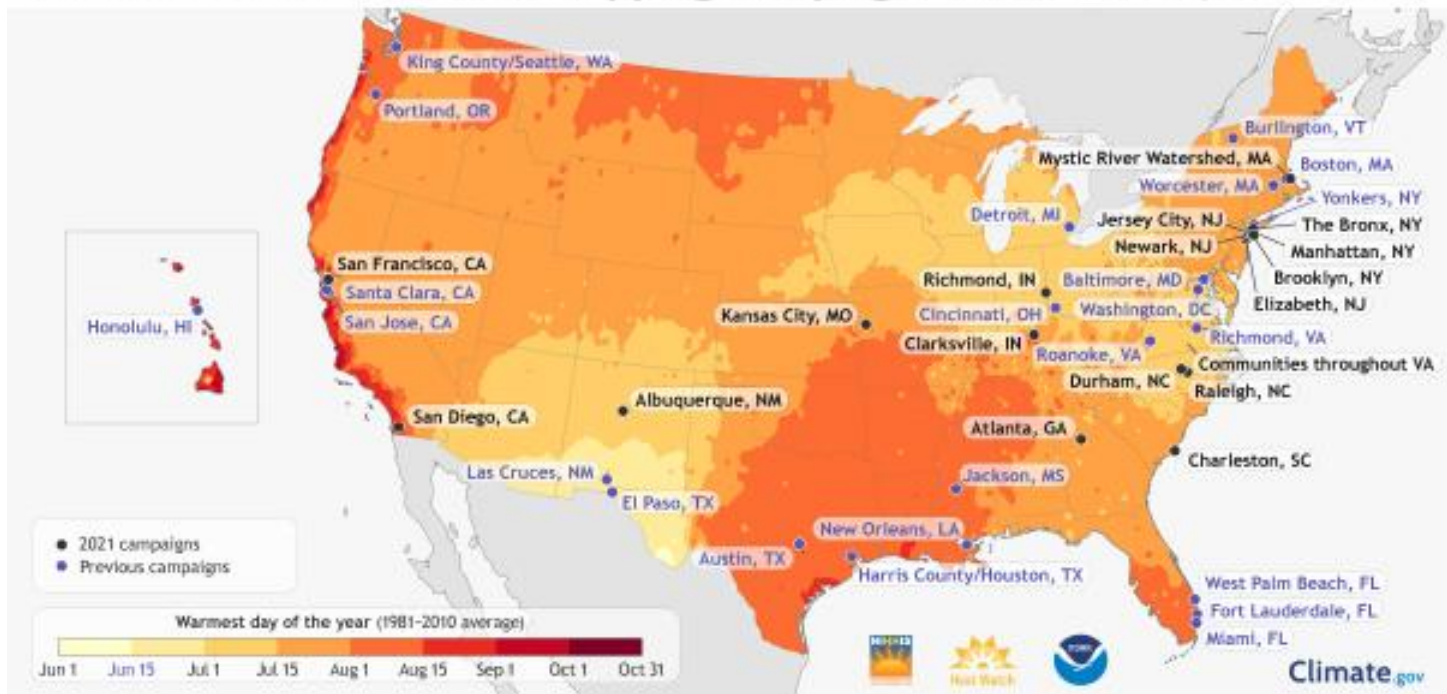 King County/Seattle, WA
Portland, OR
Burlington, VT
Mystic River Watershed, MA
Boston, MA
Worcester, MA
Yonkers, NY
Detroit, MI
Jersey City, NJ
The Bronx, NY
Newark, NJ
Manhattan, NY
San Francisco, CA
Richmond, IN
Baltimore, MD
Brooklyn, NY
Santa Clara, CA
Elizabeth, NJ
Honolulu, HI
San Jose, CA
Kansas City, MO
Cincinnati, OH
Washington, DC
Clarksville, IN
Richmond, VA
Roanoke, VA
Communities throughout VA
Durham, NC
Raleigh, NC
Albuquerque, NM
San Diego, CA
Atlanta, GA
Charleston, SC
Las Cruces, NM
Jackson, MS
El Paso, TX
New Orleans, LA
Austin, TX
Harris County/Houston, TX
2021 campaigns
Previous campaigns
West Palm Beach, FL
Fort Lauderdale, FL
Miami, FL
Warmest day of the year (1981-2010 average)
Jun 1 Jun 15 Jul 1 Jul 15 Aug 1 Aug 15 Sep 1 Oct 1 Oct 31
Heat Watch
Climate.gov